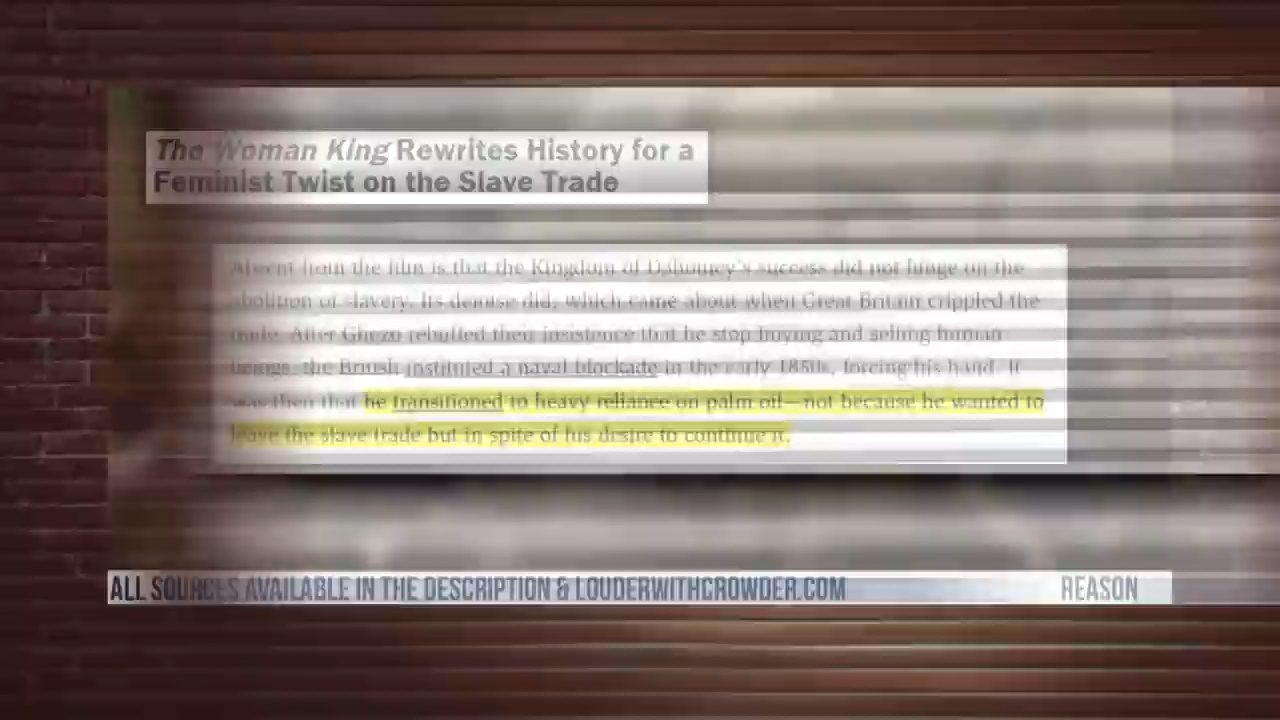 The Woman King Rewrites History for a
Feminist Twist on the Slave Trade
Absent from the film is that the Kingdom of Dahomey's success did not hinge on the
abolition of slavery. Its demise did, which came about when Great Britain crippled the
trade. After Ghezo rebuffed their insistence that he stop buying and selling human
beings, the British instituted a naval blockade in the early 1850s, forcing his hand. It
was then that he transitioned to heavy reliance on palm oil—not because he wanted to
leave the slave trade but in spite of his desire to continue it.
ALL SOURCES AVAILABLE IN THE DESCRIPTION & LOUDERWITHCROWDER.COM
REASON